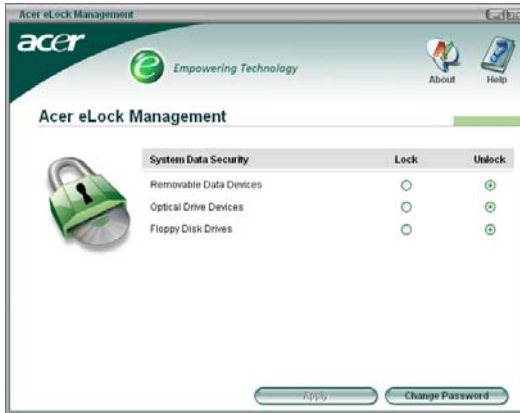 Acer eLock Management
acer
e Empowering Technology
About
Help
Acer eLock Management
System Data Security Lock Unlock
Removable Data Devices
Optical Drive Devices
Floppy Disk Drives
Apply
Change Password